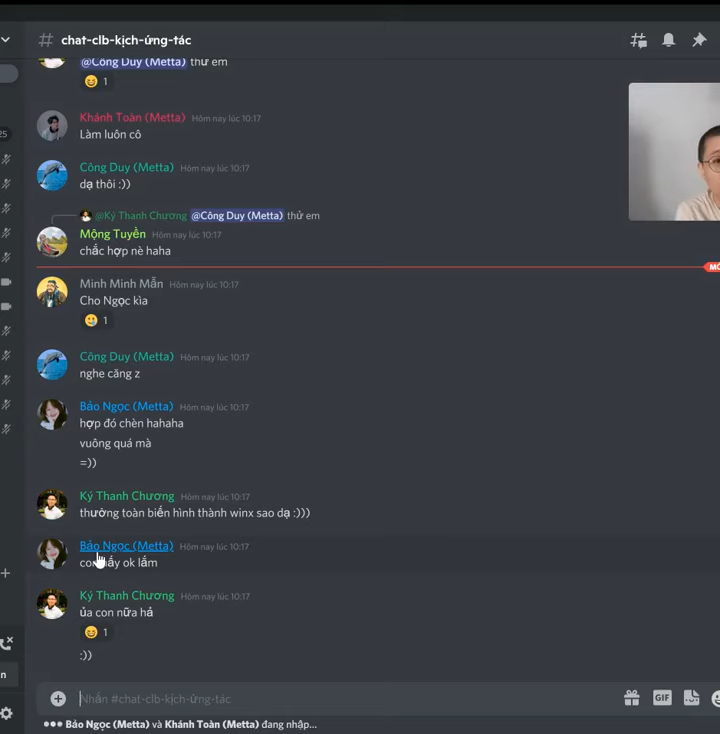 # chat-clb-kịch-ứng-tác
@Công Duy (Metta) thử em
1
25
Khánh Toàn (Metta) Hôm nay lúc 10:17
Làm luôn cô
Công Duy (Metta) Hôm nay lúc 10:17
dạ thôi :))
@Ký Thanh Chương @Công Duy (Metta) thử em
Mộng Tuyền Hôm nay lúc 10:17
chắc hợp nè haha
Minh Minh Mẫn Hôm nay lúc 10:17
Cho Ngọc kìa
1
Công Duy (Metta) Hôm nay lúc 10:17
nghe căng z
Bảo Ngọc (Metta) Hôm nay lúc 10:17
hợp đó chèn hahaha
vuông quá mà
=))
Ký Thanh Chương Hôm nay lúc 10:17
thường toàn biến hình thành winx sao dạ :)))
Bảo Ngọc (Metta) Hôm nay lúc 10:17
ok lắm
Ký Thanh Chương Hôm nay lúc 10:17
ủa con nữa hả
1
:))
Nhắn #chat-clb-kịch-ứng-tác
GIF
Bảo Ngọc (Metta) và Khánh Toàn (Metta) đang nhập...